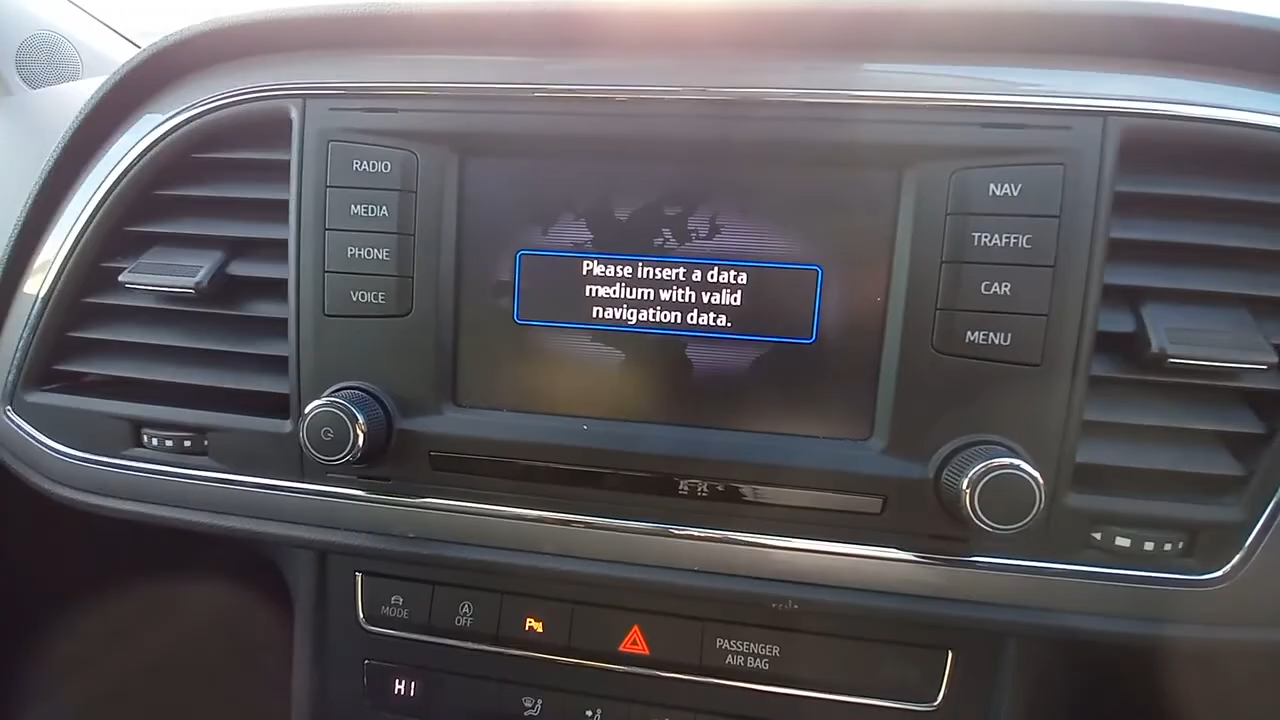 RADIO
MEDIA
PHONE
VOICE
Please insert a data
medium with valid
navigation data.
NAV
TRAFFIC
CAR
MENU
MODE
A
OFF
P
PASSENGER
AIR BAG
HI